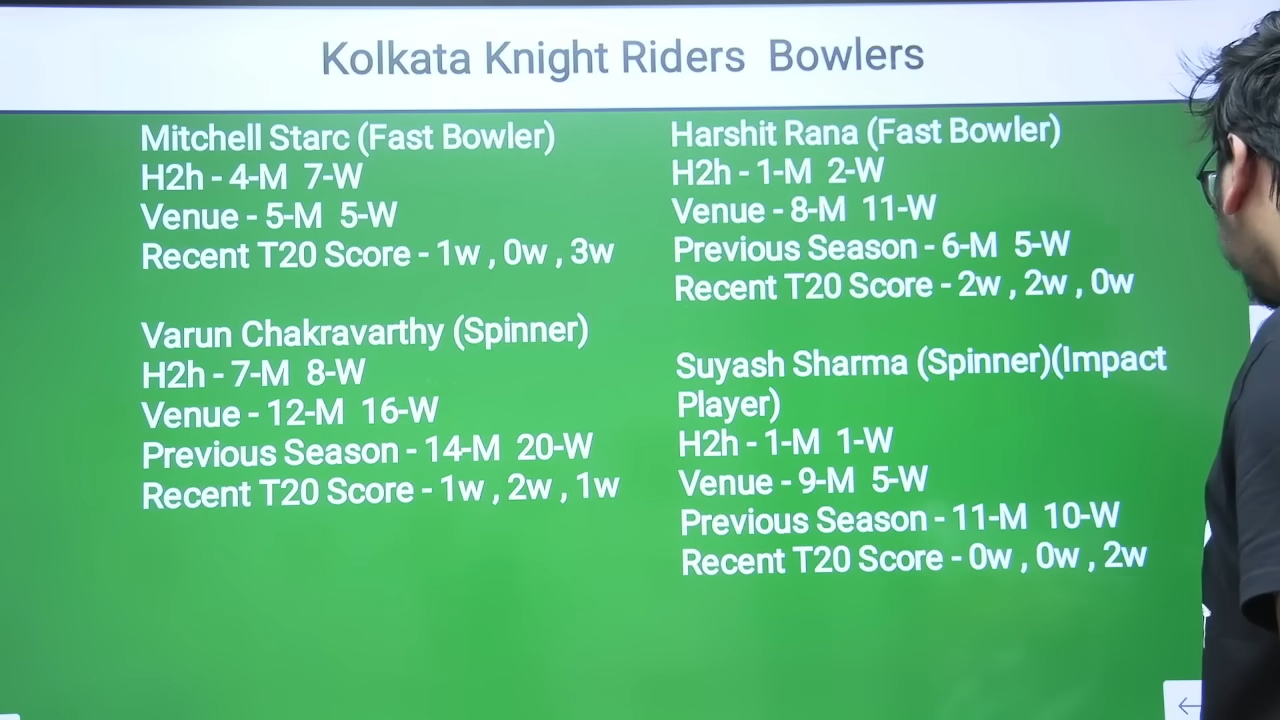 Kolkata Knight Riders Bowlers
Mitchell Starc (Fast Bowler)
H2h - 4-M 7-W
Venue - 5-M 5-W
Recent T20 Score - 1w , 0w , 3w
Varun Chakravarthy (Spinner)
H2h - 7-M 8-W
Venue - 12-M 16-W
Previous Season - 14-M 20-W
Recent T20 Score - 1w , 2w , 1w
Harshit Rana (Fast Bowler)
H2h - 1-M 2-W
Venue - 8-M 11-W
Previous Season - 6-M 5-W
Recent T20 Score - 2w , 2w , 0w
Suyash Sharma (Spinner)(Impact
Player)
H2h - 1-M 1-W
Venue - 9-M 5-W
Previous Season - 11-M 10-W
Recent T20 Score - 0w , 0w , 2w